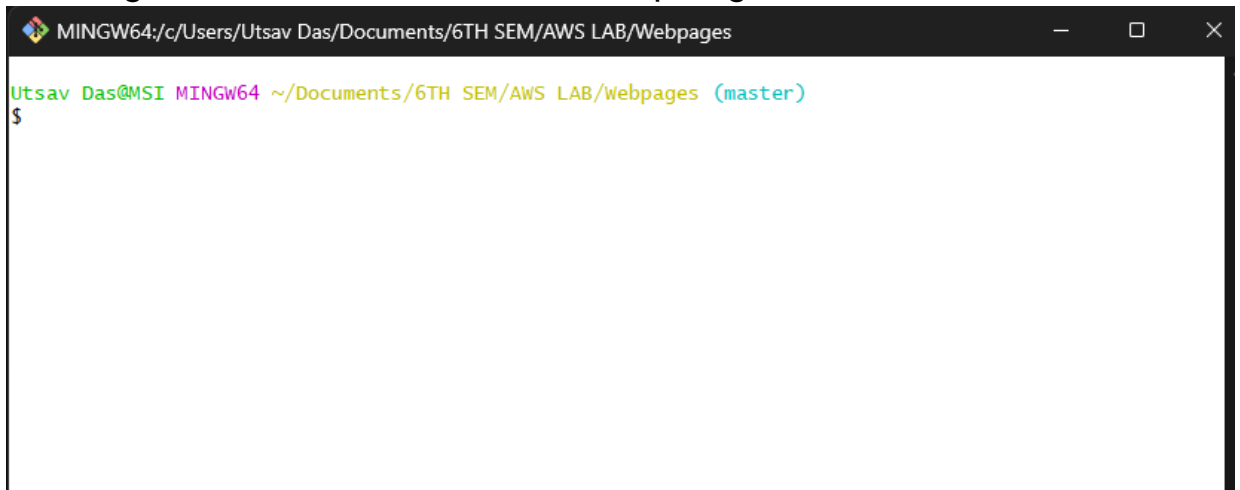 MINGW64:/c/Users/Utsav Das/Documents/6TH SEM/AWS LAB/Webpages
Utsav Das@MSI MINGW64 ~/Documents/6TH SEM/AWS LAB/Webpages (master)
$